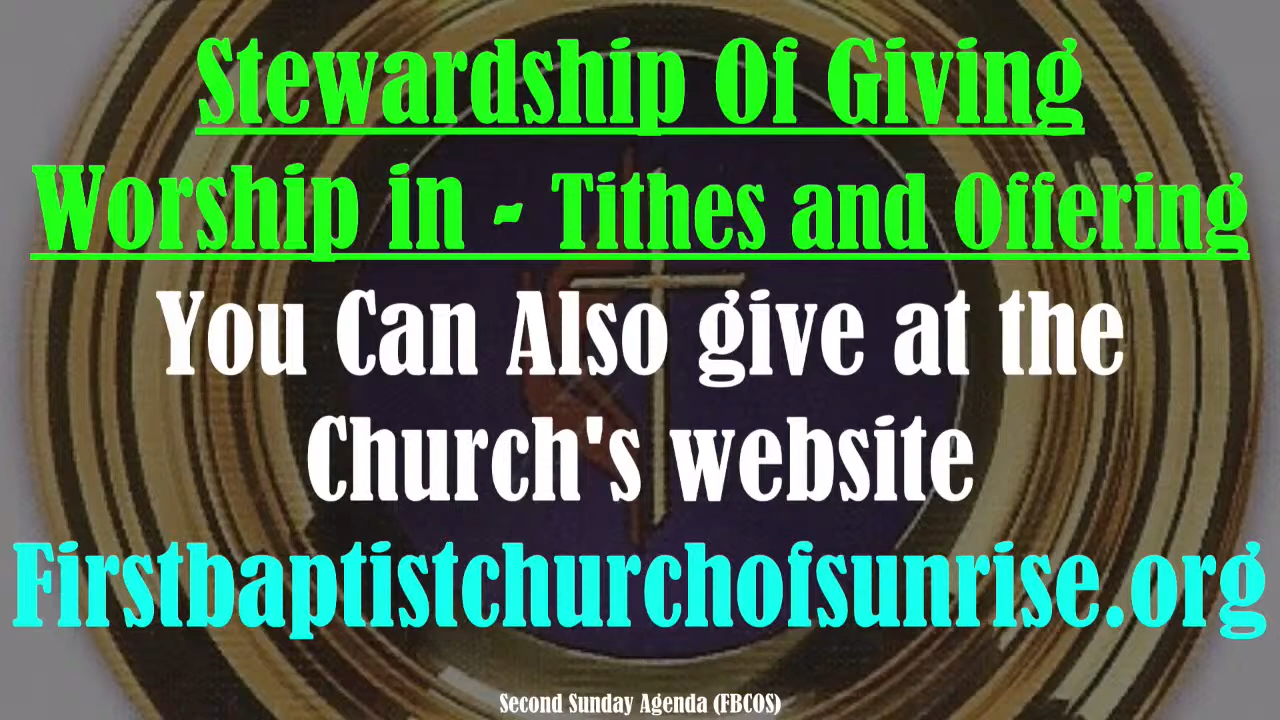 Stewardship Of Giving
Worship in - Tithes and Offering
You Can Also give at the
Church's website
Firstbaptistchurchofsunrise.org
Second Sunday Agenda (FBCOS)